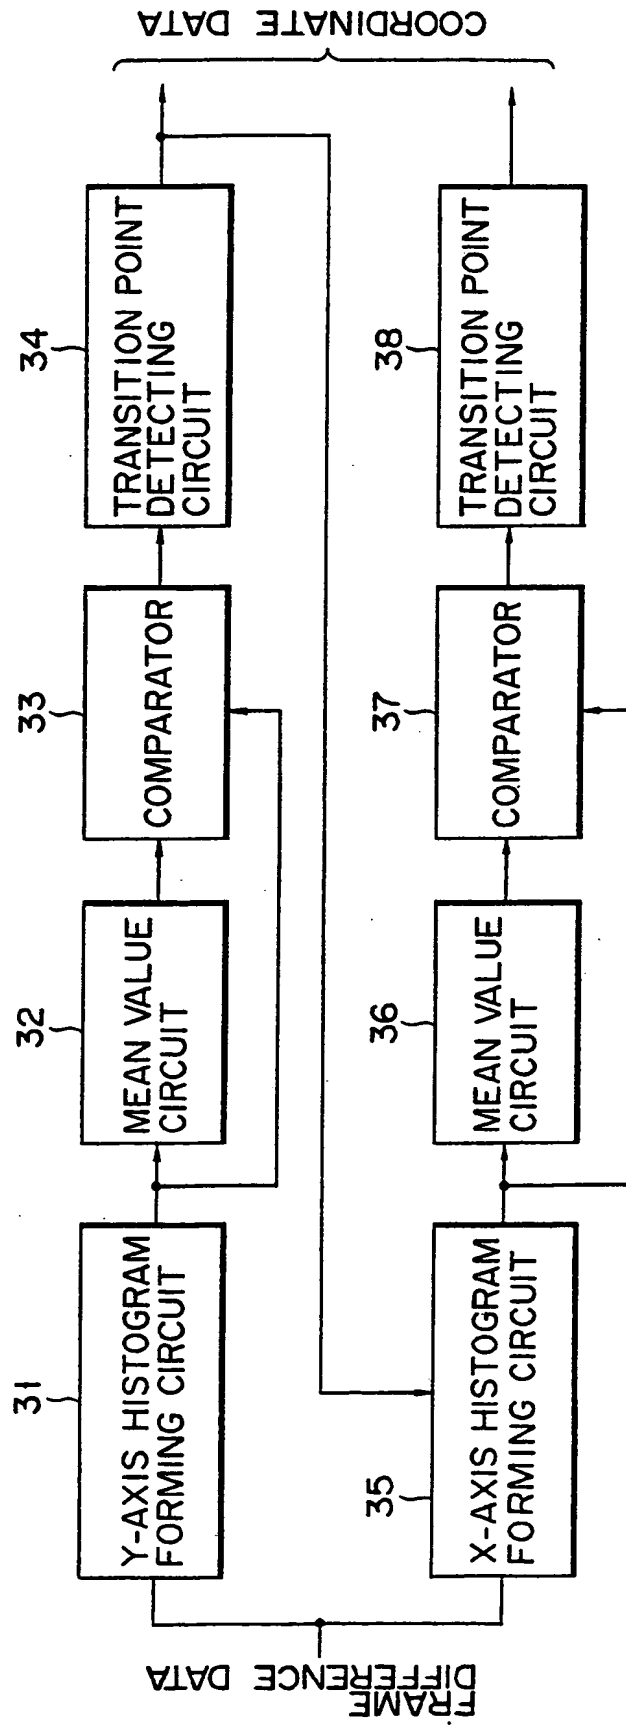 FRAME
DIFFERENCE DATA
31
Y-AXIS HISTOGRAM
FORMING CIRCUIT
32
MEAN VALUE
CIRCUIT
33
COMPARATOR
34
TRANSITION POINT
DETECTING
CIRCUIT
35
X-AXIS HISTOGRAM
FORMING CIRCUIT
36
MEAN VALUE
CIRCUIT
37
COMPARATOR
38
TRANSITION POINT
DETECTING
CIRCUIT
COORDINATE DATA